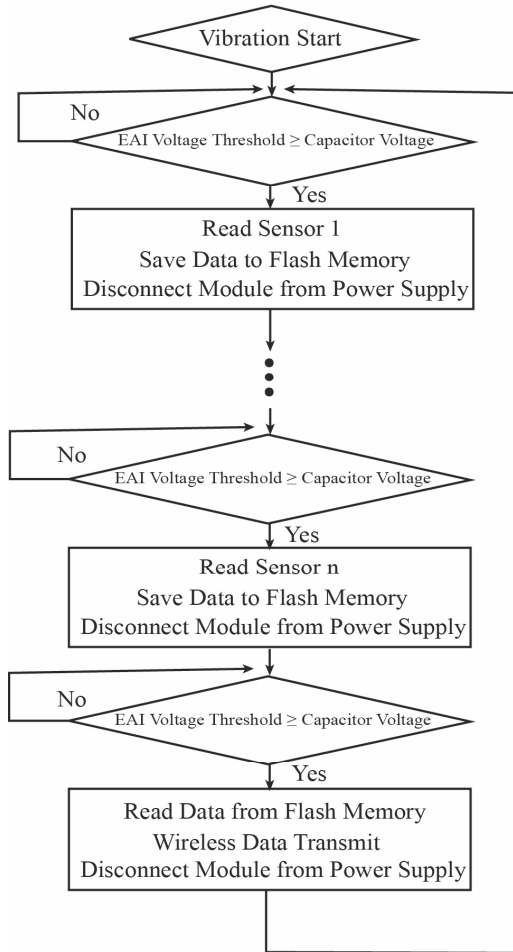 Vibration Start
No
EAI Voltage Threshold ≥ Capacitor Voltage
Yes
Read Sensor 1
Save Data to Flash Memory
Disconnect Module from Power Supply
No
EAI Voltage Threshold ≥ Capacitor Voltage
Yes
Read Sensor n
Save Data to Flash Memory
Disconnect Module from Power Supply
No
EAI Voltage Threshold ≥ Capacitor Voltage
Yes
Read Data from Flash Memory
Wireless Data Transmit
Disconnect Module from Power Supply